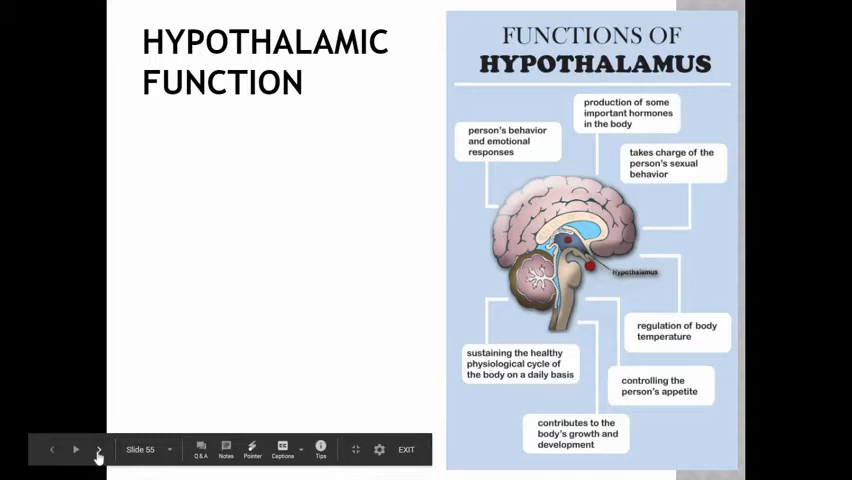 HYPOTHALAMIC
FUNCTION
FUNCTIONS OF
HYPOTHALAMUS
production of some
important hormones
in the body
person's behavior
and emotional
responses
takes charge of the
person's sexual
behavior
Hypothalamus
regulation of body
temperature
sustaining the healthy
physiological cycle of
the body on a daily basis
controlling the
person's appetite
contributes to the
body's growth and
development
Slide 55
Q & A
Notes
Pointer
Captions
Tips
EXIT